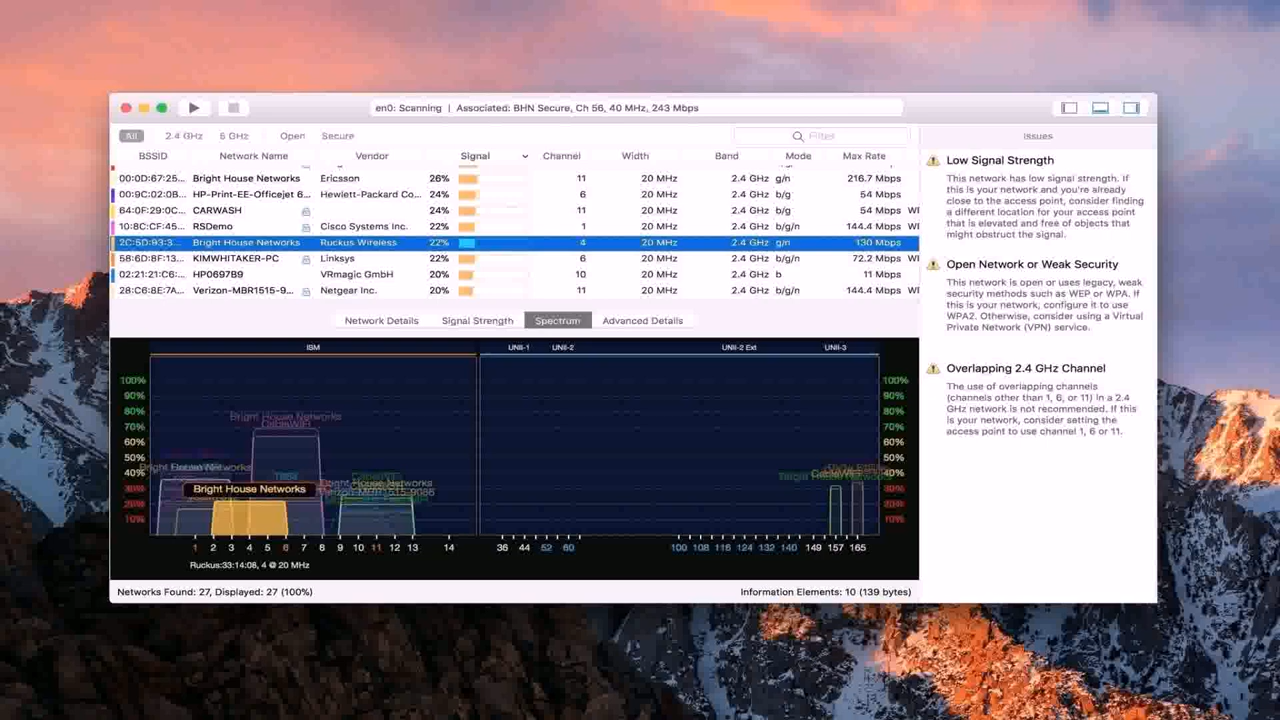 en0: Scanning | Associated: BHN Secure, Ch 56, 40 MHz, 243 Mbps
All 2.4 GHz 5 GHz Open Secure Filter
BSSID Network Name Vendor Signal Channel Width Band Mode Max Rate
00:0D:67:25... Bright House Networks Ericsson 26% 11 20 MHz 2.4 GHz g/n 216.7 Mbps
00:9C:02:0B... HP-Print-EE-Officejet 6... Hewlett-Packard Co... 24% 6 20 MHz 2.4 GHz b/g 54 Mbps
64:0F:29:0C... CARWASH 24% 11 20 MHz 2.4 GHz b/g 54 Mbps
10:8C:CF:45... RSDemo Cisco Systems Inc. 22% 1 20 MHz 2.4 GHz b/g/n 144.4 Mbps
2C:5D:93:3... Bright House Networks Ruckus Wireless 22% 4 20 MHz 2.4 GHz g/n 130 Mbps
58:6D:8F:13... KIMWHITAKER-PC Linksys 22% 6 20 MHz 2.4 GHz b/g/n 72.2 Mbps
02:21:21:C6:... HP0697B9 VRmagic GmbH 20% 10 20 MHz 2.4 GHz b 11 Mbps
28:C6:8E:7A... Verizon-MBR1515-9... Netgear Inc. 20% 11 20 MHz 2.4 GHz b/g/n 144.4 Mbps
Network Details Signal Strength Spectrum Advanced Details
ISM UNII-1 UNII-2 UNII-2 Ext UNII-3
100% 100%
90% 90%
80% 80%
70% 70%
60% 60%
50% 50%
40% 40%
30% 30%
20% 20%
10% 10%
Bright House Networks
CableWiFi
Bright House Networks
Bright House Networks
1 2 3 4 5 6 7 8 9 10 11 12 13 14 36 44 52 60 100 108 116 124 132 140 149 157 165
Ruckus:33:14:08, 4 @ 20 MHz
Networks Found: 27, Displayed: 27 (100%)
Information Elements: 10 (139 bytes)
Issues
Low Signal Strength
This network has low signal strength. If
this is your network and you're already
close to the access point, consider finding
a different location for your access point
that is elevated and free of objects that
might obstruct the signal.
Open Network or Weak Security
This network is open or uses legacy, weak
security methods such as WEP or WPA. If
this is your network, configure it to use
WPA2. Otherwise, consider using a Virtual
Private Network (VPN) service.
Overlapping 2.4 GHz Channel
The use of overlapping channels
(channels other than 1, 6, or 11) in a 2.4
GHz network is not recommended. If this
is your network, consider setting the
access point to use channel 1, 6 or 11.